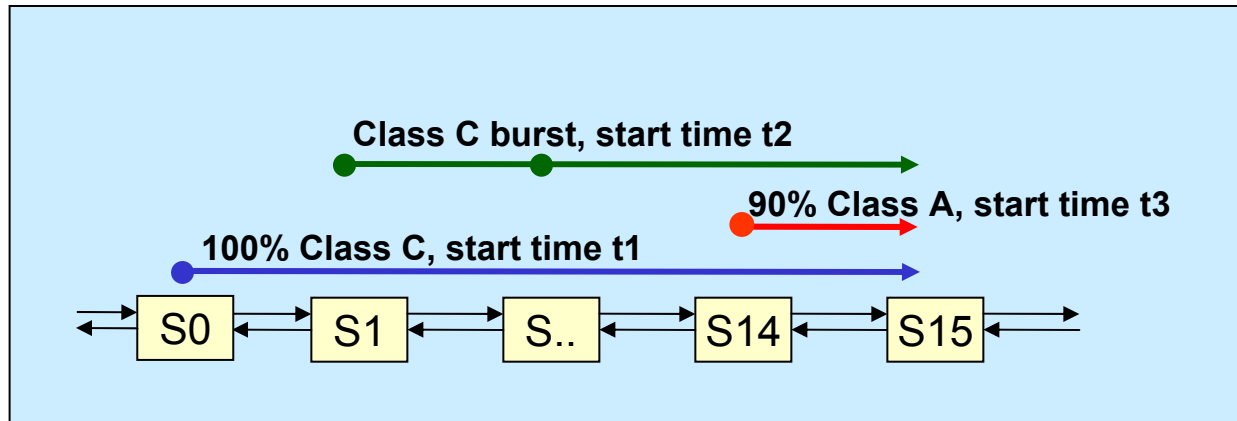 Class C burst, start time t2
90% Class A, start time t3
100% Class C, start time t1
S0 S1 S.. S14 S15